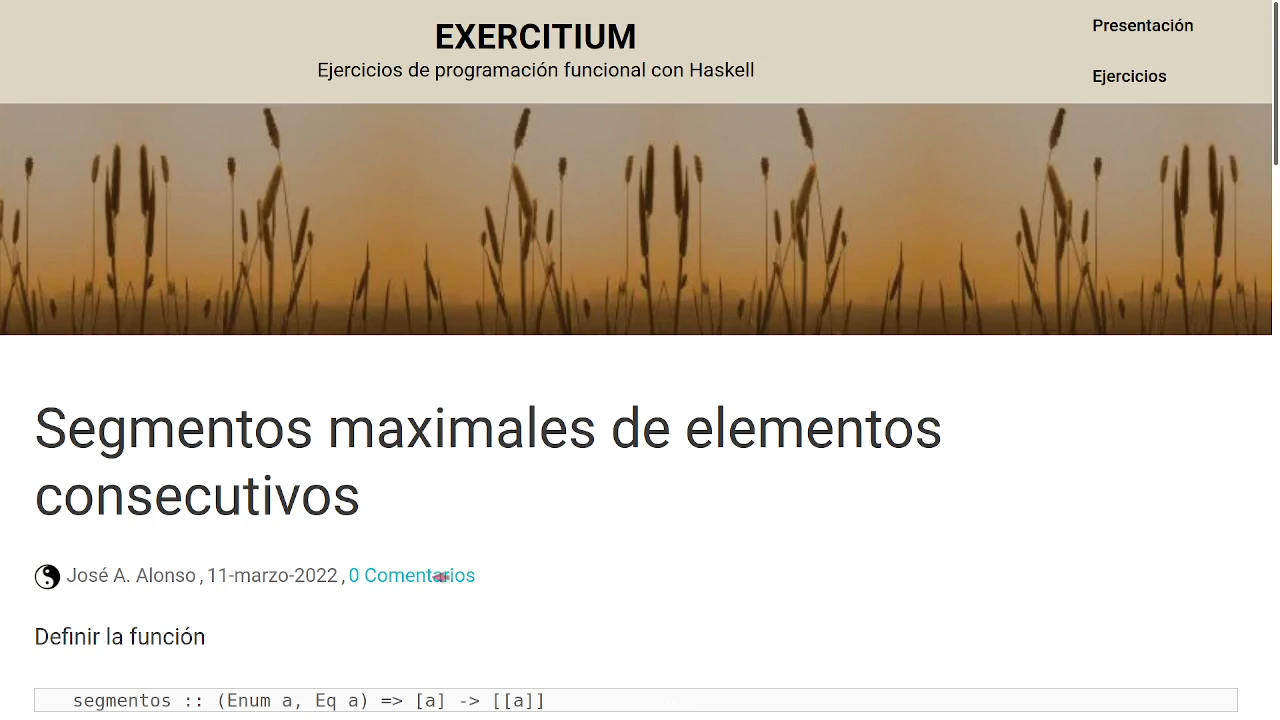 EXERCITIUM
Ejercicios de programación funcional con Haskell
Presentación
Ejercicios
Segmentos maximales de elementos
consecutivos
José A. Alonso , 11-marzo-2022 , 0 Comentarios
Definir la función
segmentos :: (Enum a, Eq a) => [a] -> [[a]]